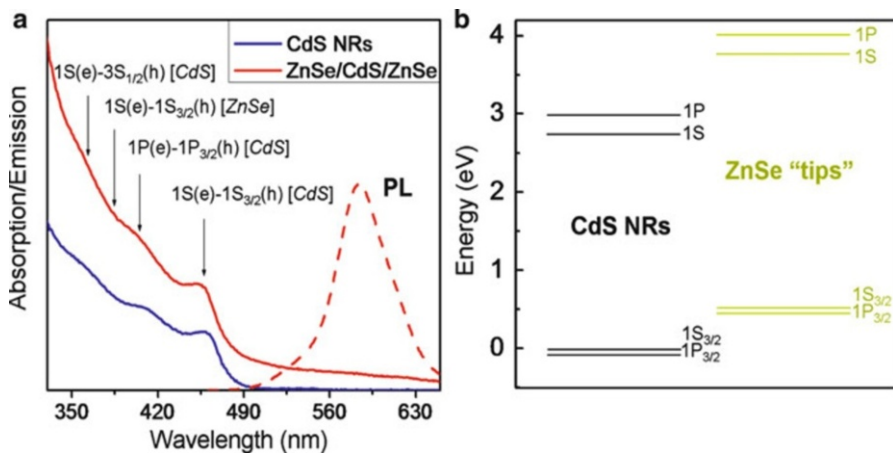 a
CdS NRs
ZnSe/CdS/ZnSe
1S(e)-3S1/2(h) [CdS]
1S(e)-1S3/2(h) [ZnSe]
1P(e)-1P3/2(h) [CdS]
1S(e)-1S3/2(h) [CdS]
PL
Absorption/Emission
350 420 490 560 630
Wavelength (nm)
b
4
3
2
1
0
Energy (eV)
1P
1S
1P
1S
ZnSe “tips”
CdS NRs
1S3/2
1P3/2
1S3/2
1P3/2